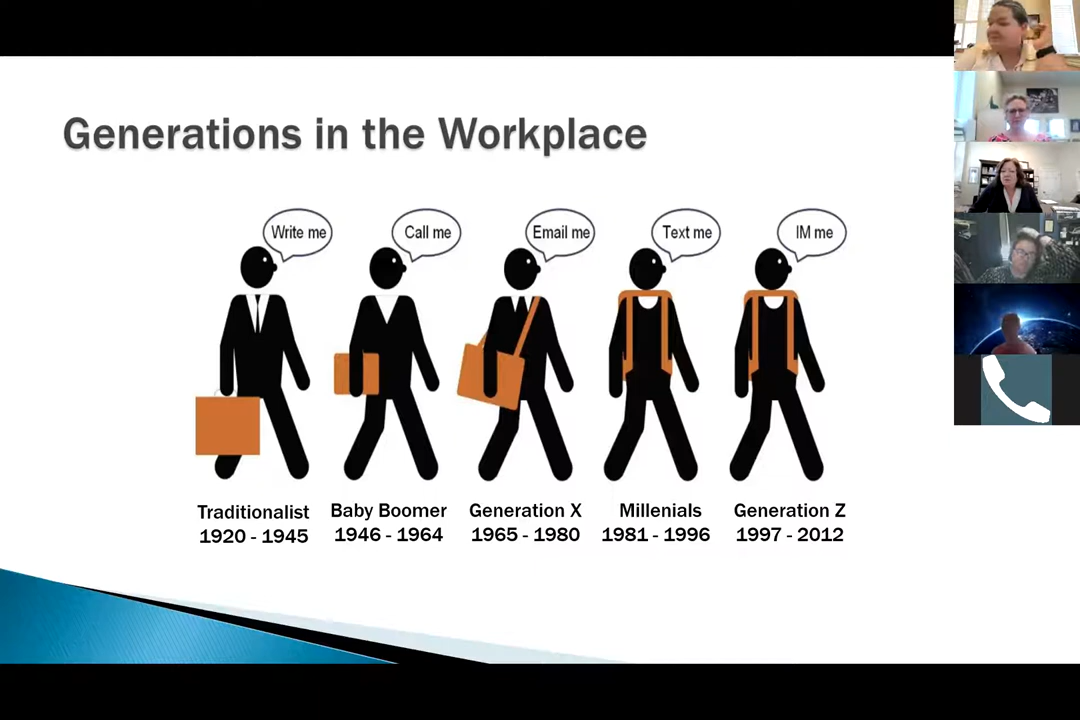 Generations in the Workplace
Write me
Call me
Email me
Text me
IM me
Traditionalist
1920 - 1945
Baby Boomer
1946 - 1964
Generation X
1965 - 1980
Millenials
1981 - 1996
Generation Z
1997 - 2012